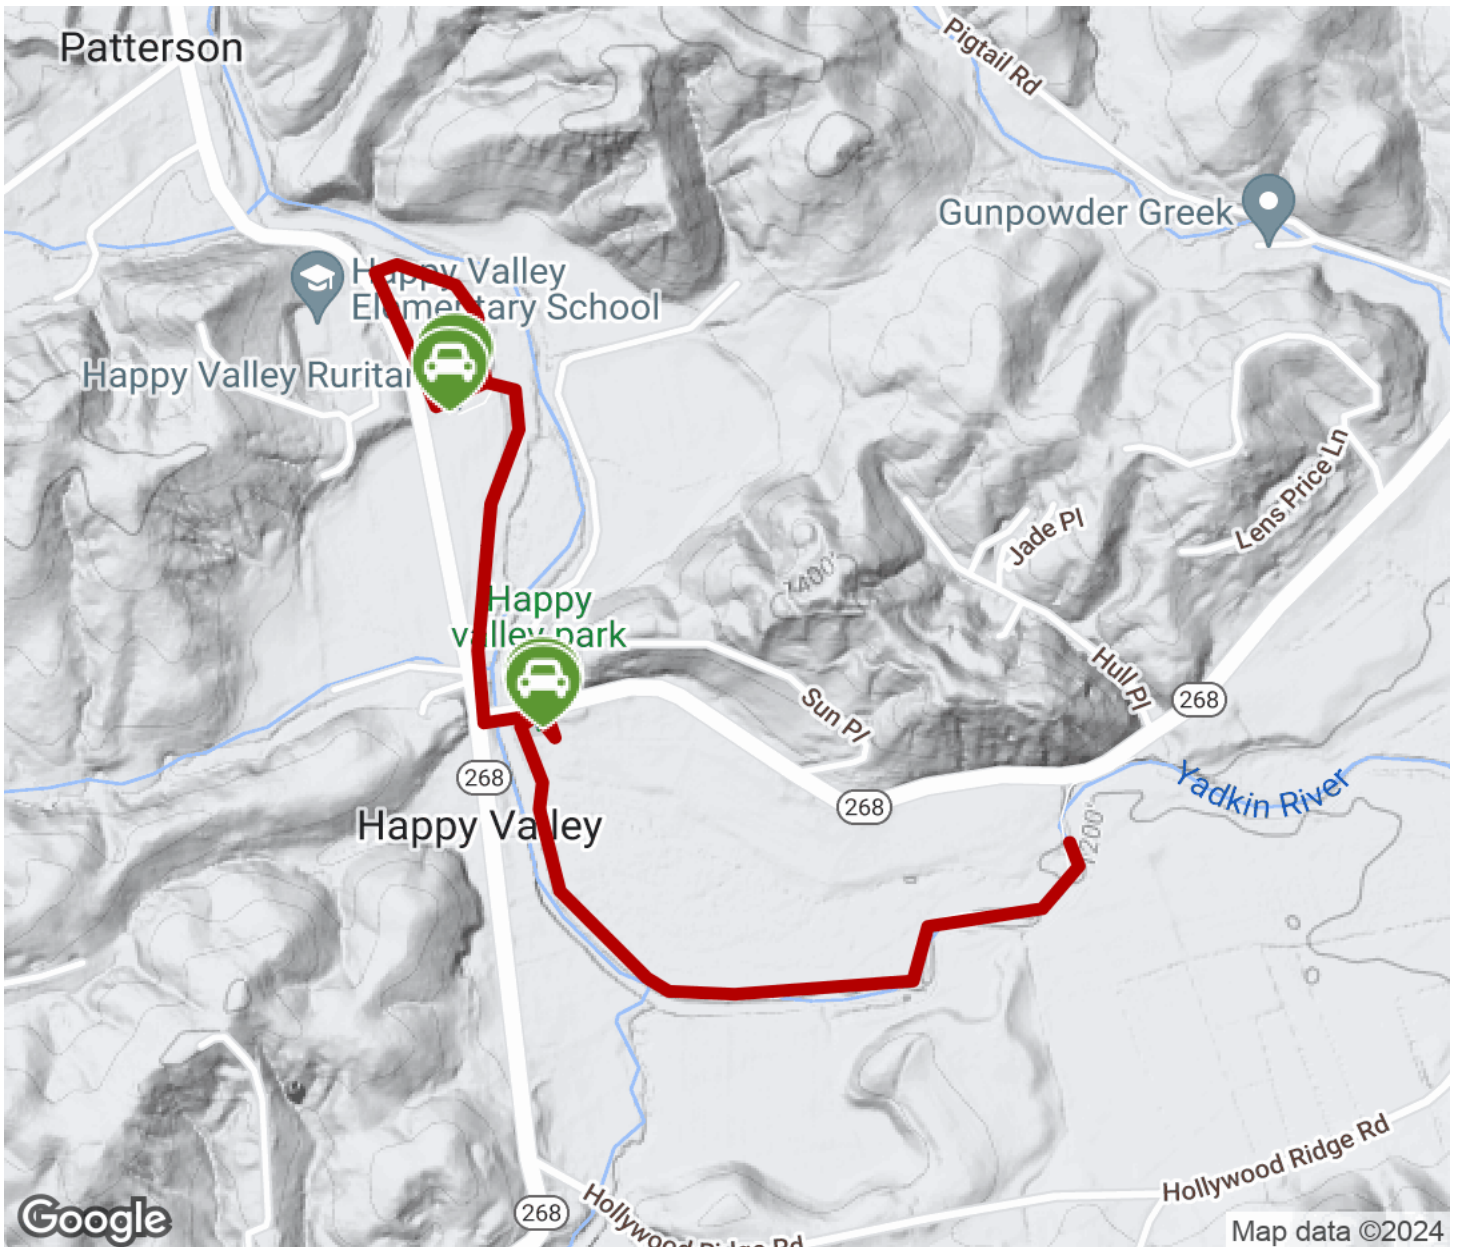 Patterson
Pigtail Rd
Gunpowder Greek
Happy Valley
Elementary School
Happy Valley Ruritan
Jade Pl
Lens Price Ln
1400'
Happy
valley park
Hull Pl
Sun Pl
268
268
268
Yadkin River
Happy Valley
1200'
Hollywood Ridge Rd
Hollywood Ridge Rd
268
Google
Map data ©2024